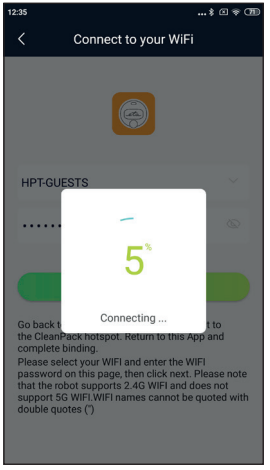 12:35
71
Connect to your WiFi
HPT-GUESTS
5%
Connecting ...
Go back t t to
the CleanPack hotspot. Return to this App and
complete binding.
Please select your WIFI and enter the WIFI
password on this page, then click next. Please note
that the robot supports 2.4G WIFI and does not
support 5G WIFI.WIFI names cannot be quoted with
double quotes (")